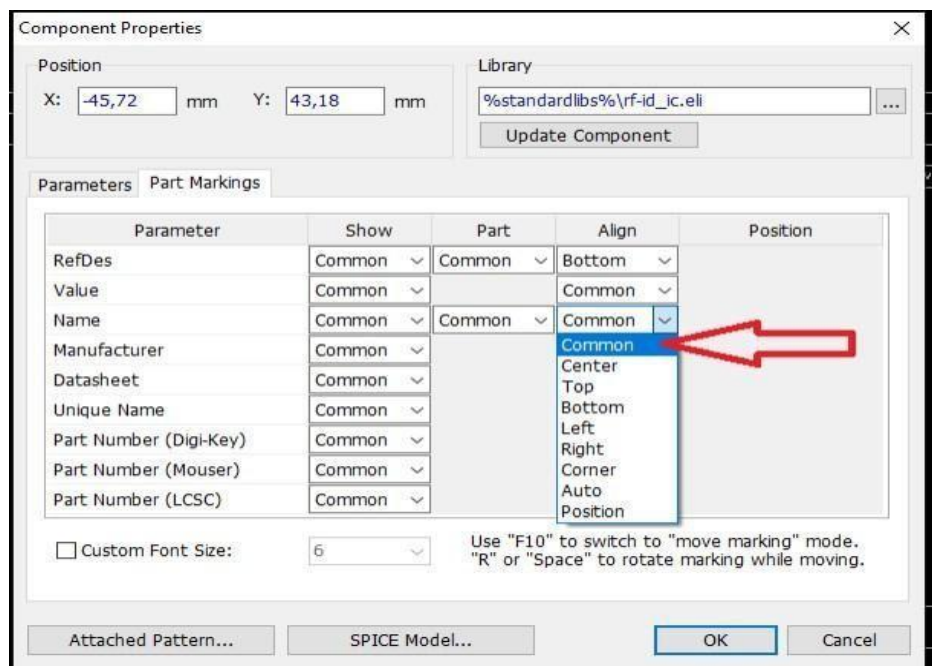 Component Properties
Position
X: -45,72 mm Y: 43,18 mm
Library
%standardlibs%\rf-id_ic.eli ...
Update Component
Parameters Part Markings
Parameter Show Part Align Position
RefDes Common Common Bottom
Value Common Common
Name Common Common Common
Manufacturer Common
Datasheet Common
Unique Name Common
Part Number (Digi-Key) Common
Part Number (Mouser) Common
Part Number (LCSC) Common
Common
Center
Top
Bottom
Left
Right
Corner
Auto
Position
Custom Font Size: 6
Use "F10" to switch to "move marking" mode.
"R" or "Space" to rotate marking while moving.
Attached Pattern... SPICE Model... OK Cancel